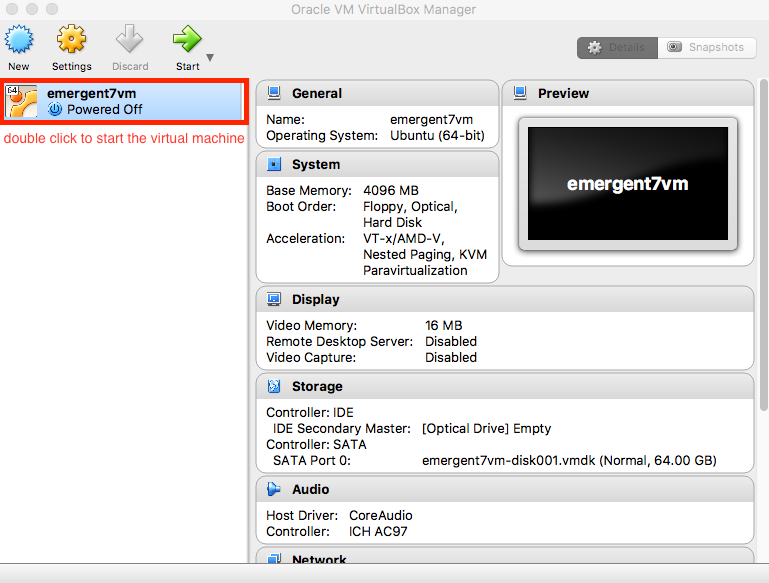 Oracle VM VirtualBox Manager
New
Settings
Discard
Start
Details
Snapshots
64
emergent7vm
Powered Off
double click to start the virtual machine
General
Name: emergent7vm
Operating System: Ubuntu (64-bit)
Preview
emergent7vm
System
Base Memory: 4096 MB
Boot Order: Floppy, Optical,
Hard Disk
Acceleration: VT-x/AMD-V,
Nested Paging, KVM
Paravirtualization
Display
Video Memory: 16 MB
Remote Desktop Server: Disabled
Video Capture: Disabled
Storage
Controller: IDE
IDE Secondary Master: [Optical Drive] Empty
Controller: SATA
SATA Port 0: emergent7vm-disk001.vmdk (Normal, 64.00 GB)
Audio
Host Driver: CoreAudio
Controller: ICH AC97
Network